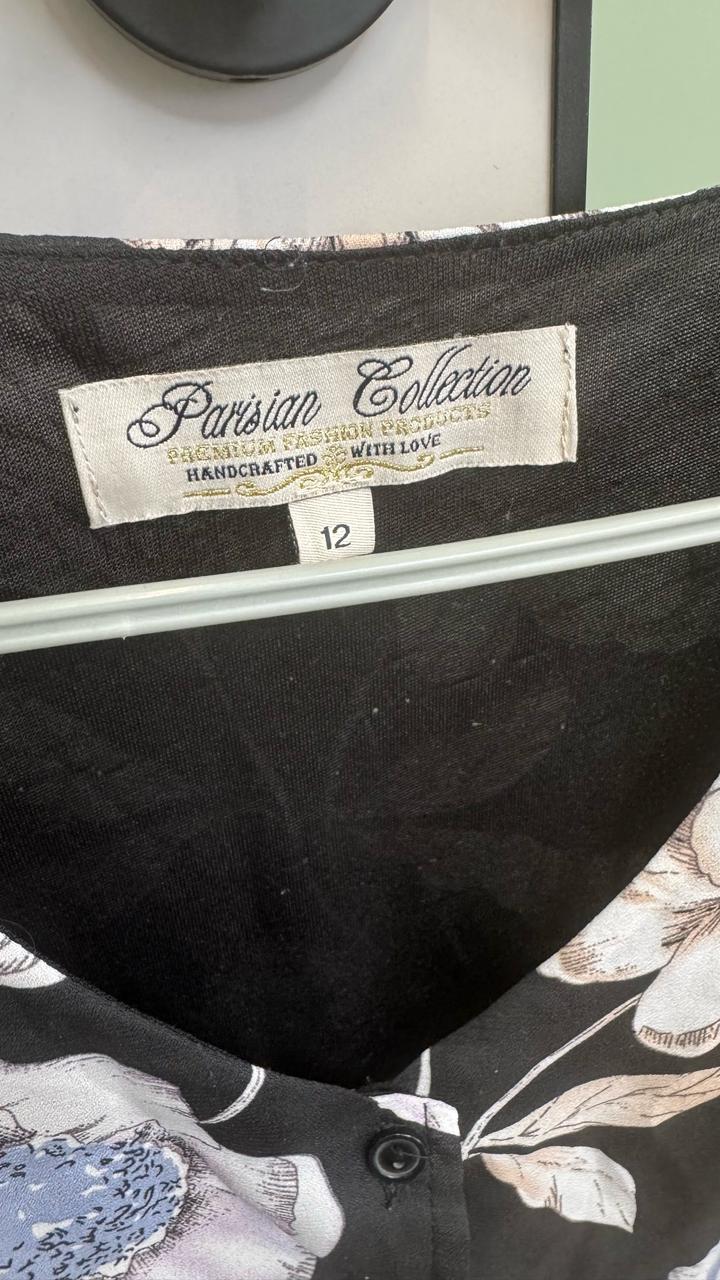 Parisian Collection
PREMIUM FASHION PRODUCTS
HANDCRAFTED WITH LOVE
12